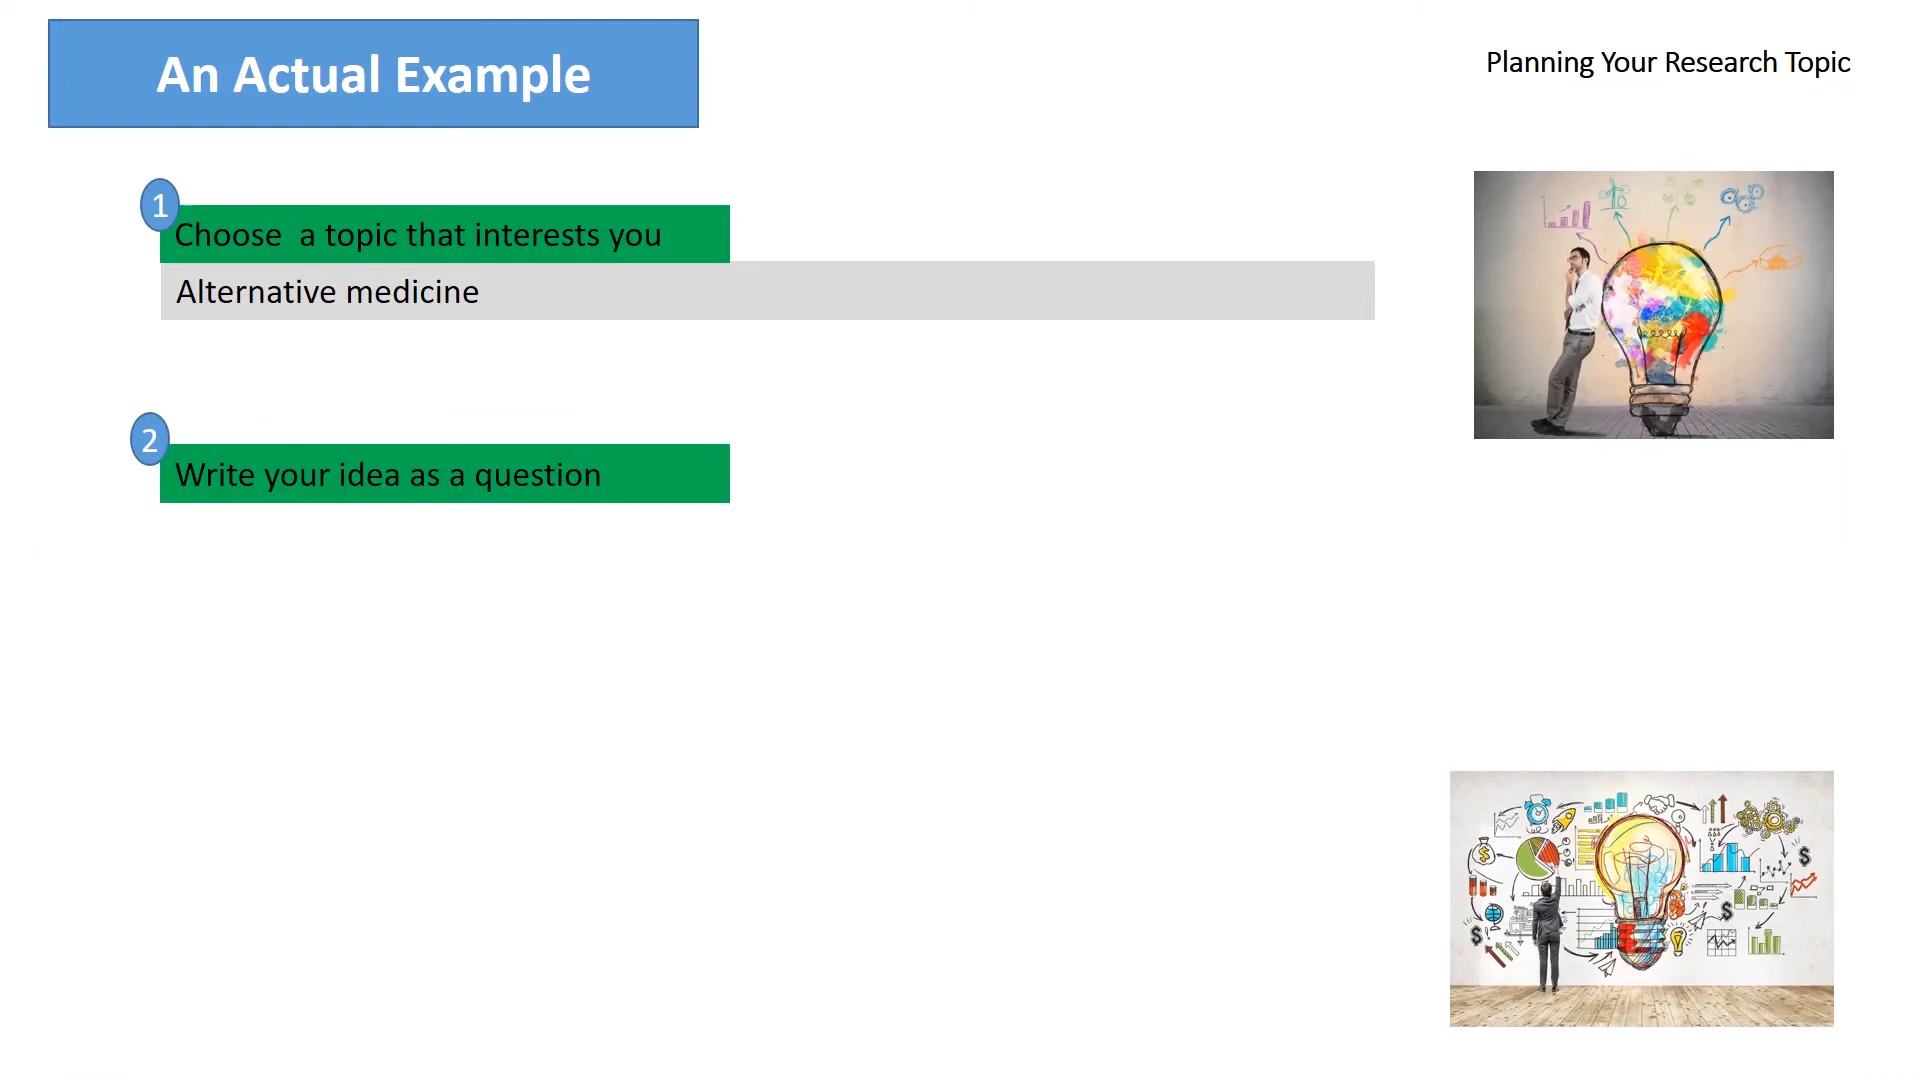 An Actual Example
Planning Your Research Topic
1
Choose  a topic that interests you
Alternative medicine
2
Write your idea as a question